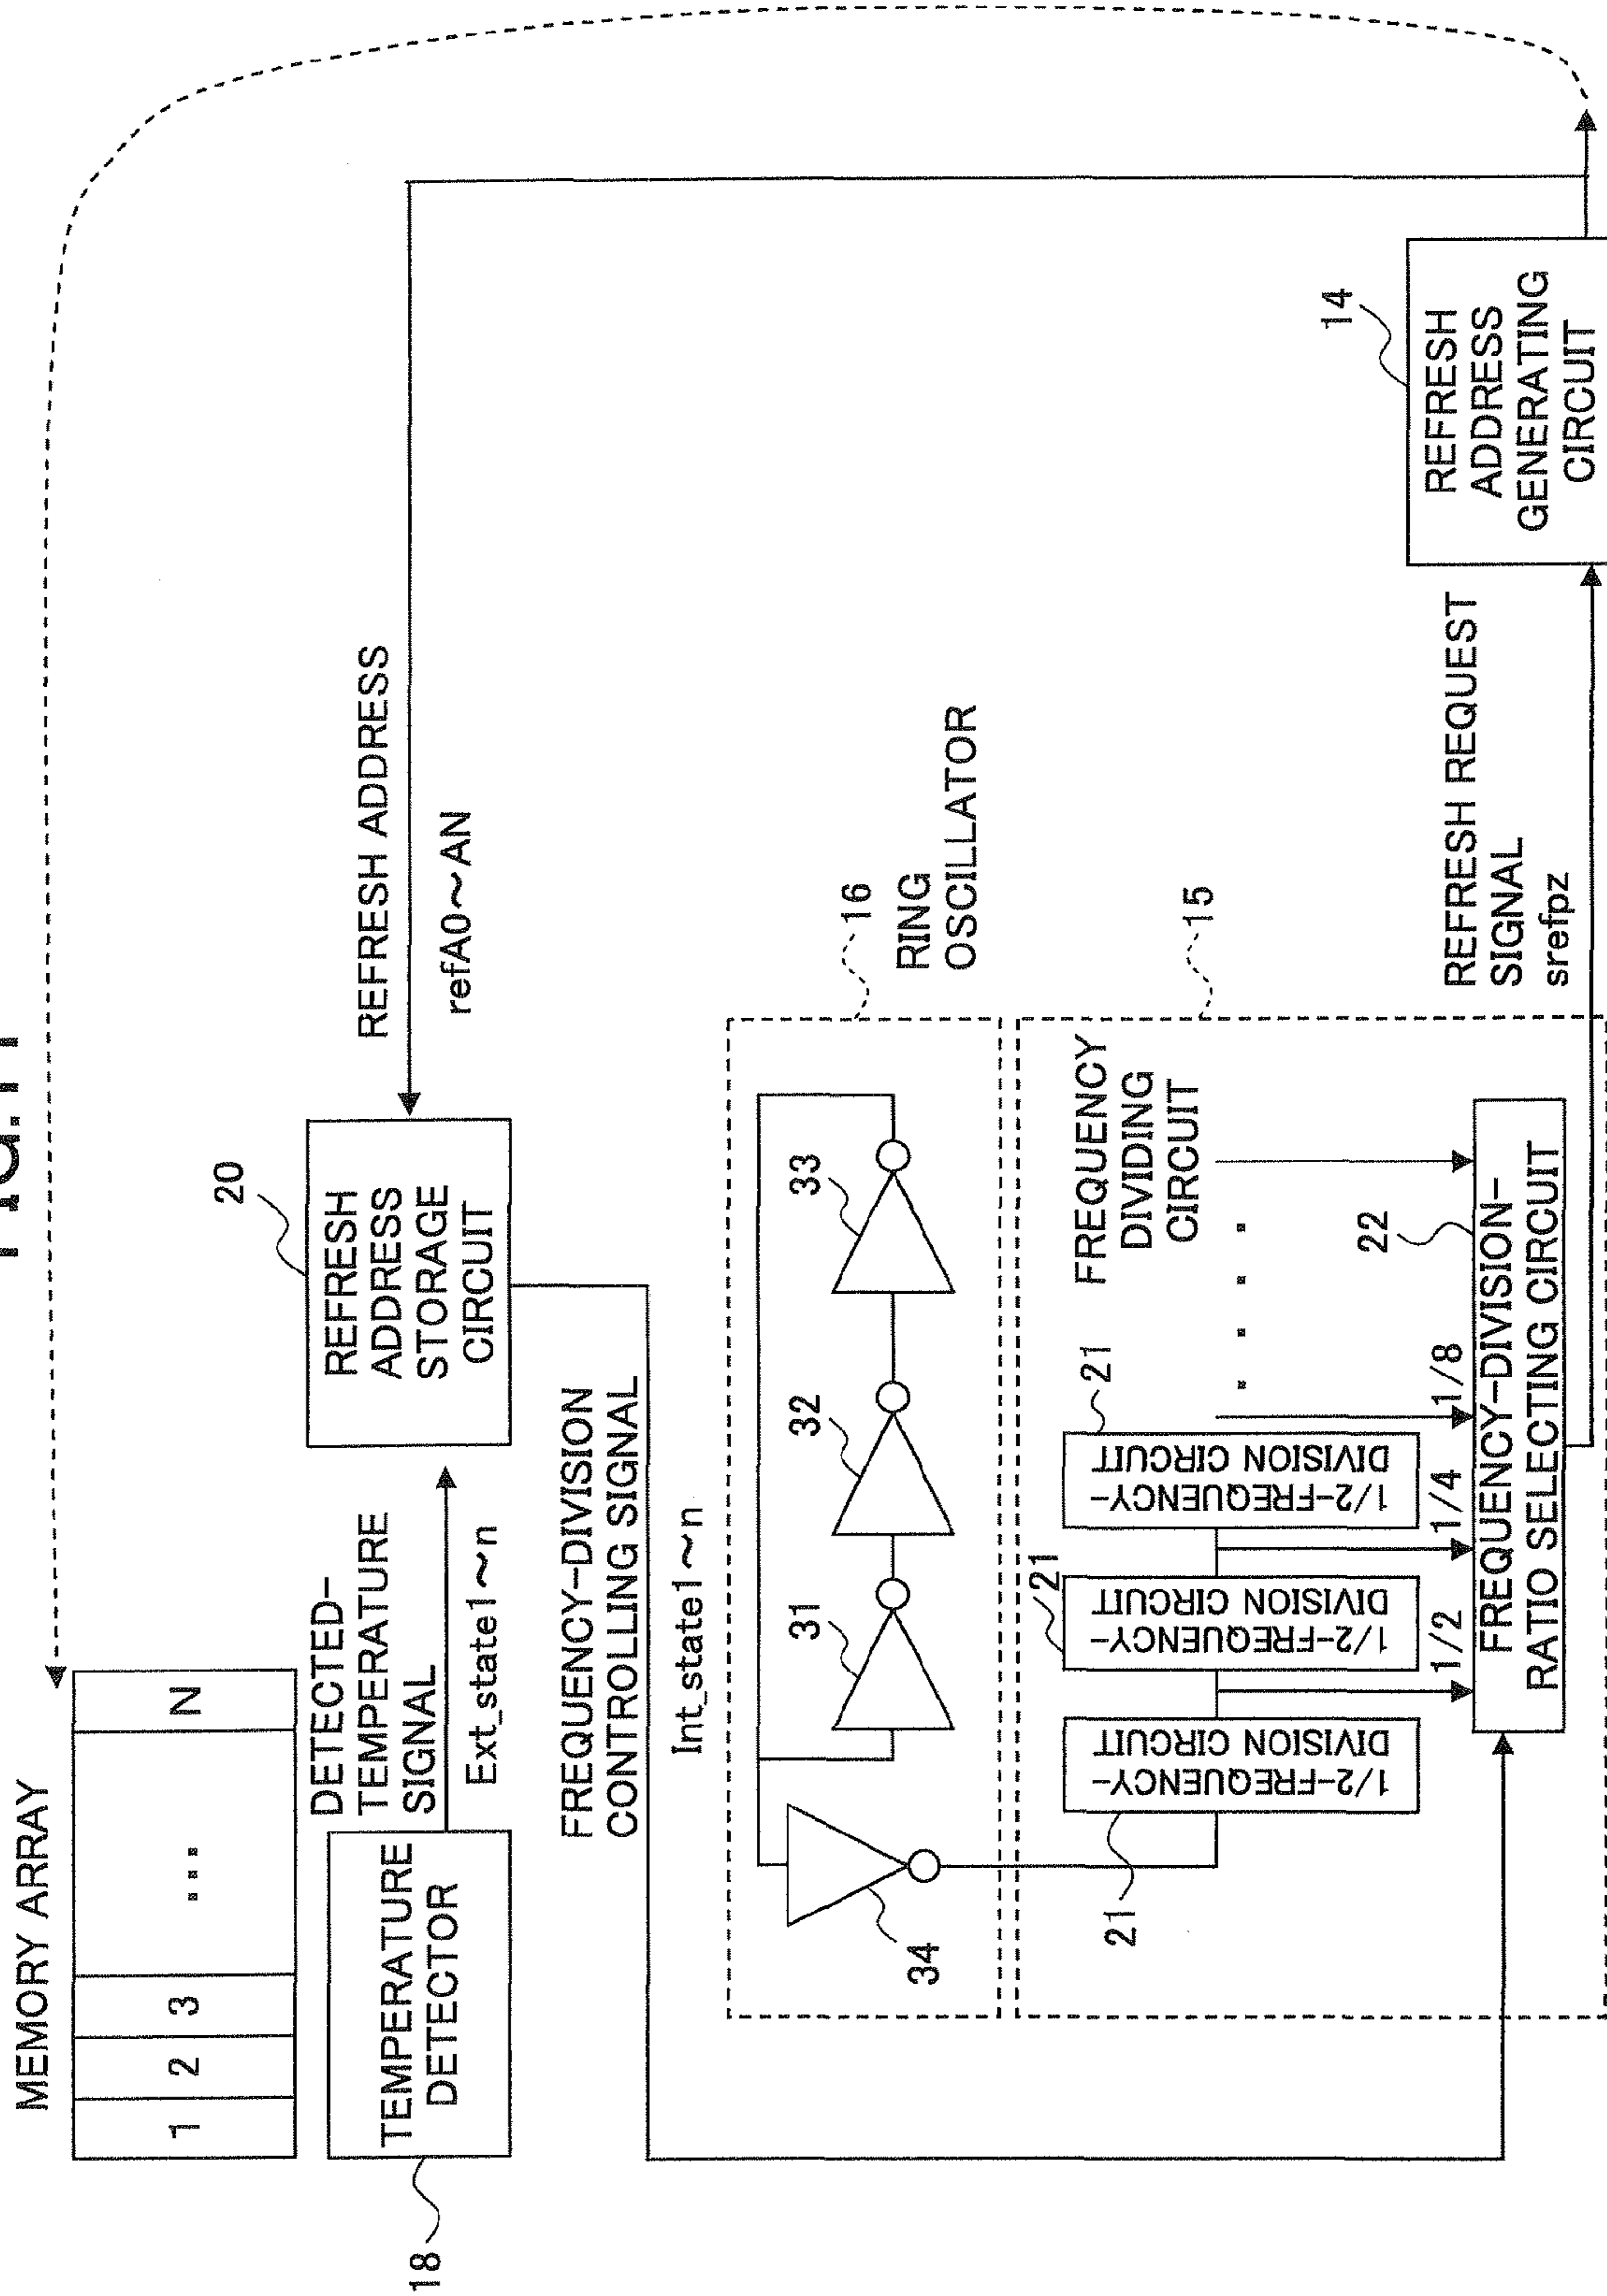 MEMORY ARRAY
1
2
3
N
18
TEMPERATURE
DETECTOR
DETECTED-
TEMPERATURE
SIGNAL
Ext_state1~n
20
REFRESH
ADDRESS
STORAGE
CIRCUIT
REFRESH ADDRESS
refA0~AN
FREQUENCY-DIVISION
CONTROLLING SIGNAL
Int_state1~n
34
31
32
33
16
RING
OSCILLATOR
21
1/2-FREQUENCY-
DIVISION CIRCUIT
21
1/2-FREQUENCY-
DIVISION CIRCUIT
21
1/2-FREQUENCY-
DIVISION CIRCUIT
FREQUENCY
DIVIDING
CIRCUIT
15
1/2
1/4
1/8
22
FREQUENCY-DIVISION-
RATIO SELECTING CIRCUIT
REFRESH REQUEST
SIGNAL
srefpz
14
REFRESH
ADDRESS
GENERATING
CIRCUIT